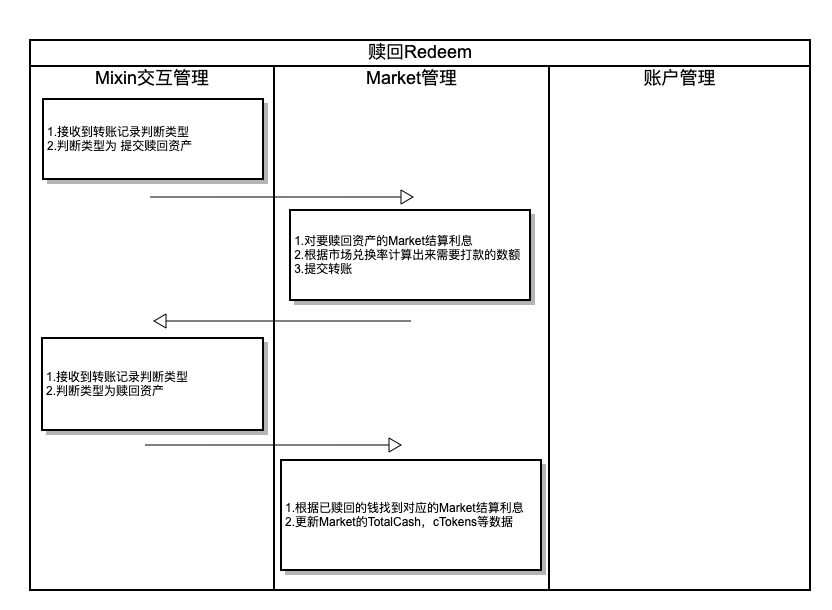 赎回Redeem
Mixin交互管理
Market管理
账户管理
1.接收到转账记录判断类型
2.判断类型为 提交赎回资产
1.对要赎回资产的Market结算利息
2.根据市场兑换率计算出来需要打款的数额
3.提交转账
1.接收到转账记录判断类型
2.判断类型为赎回资产
1.根据已赎回的钱找到对应的Market结算利息
2.更新Market的TotalCash，cTokens等数据